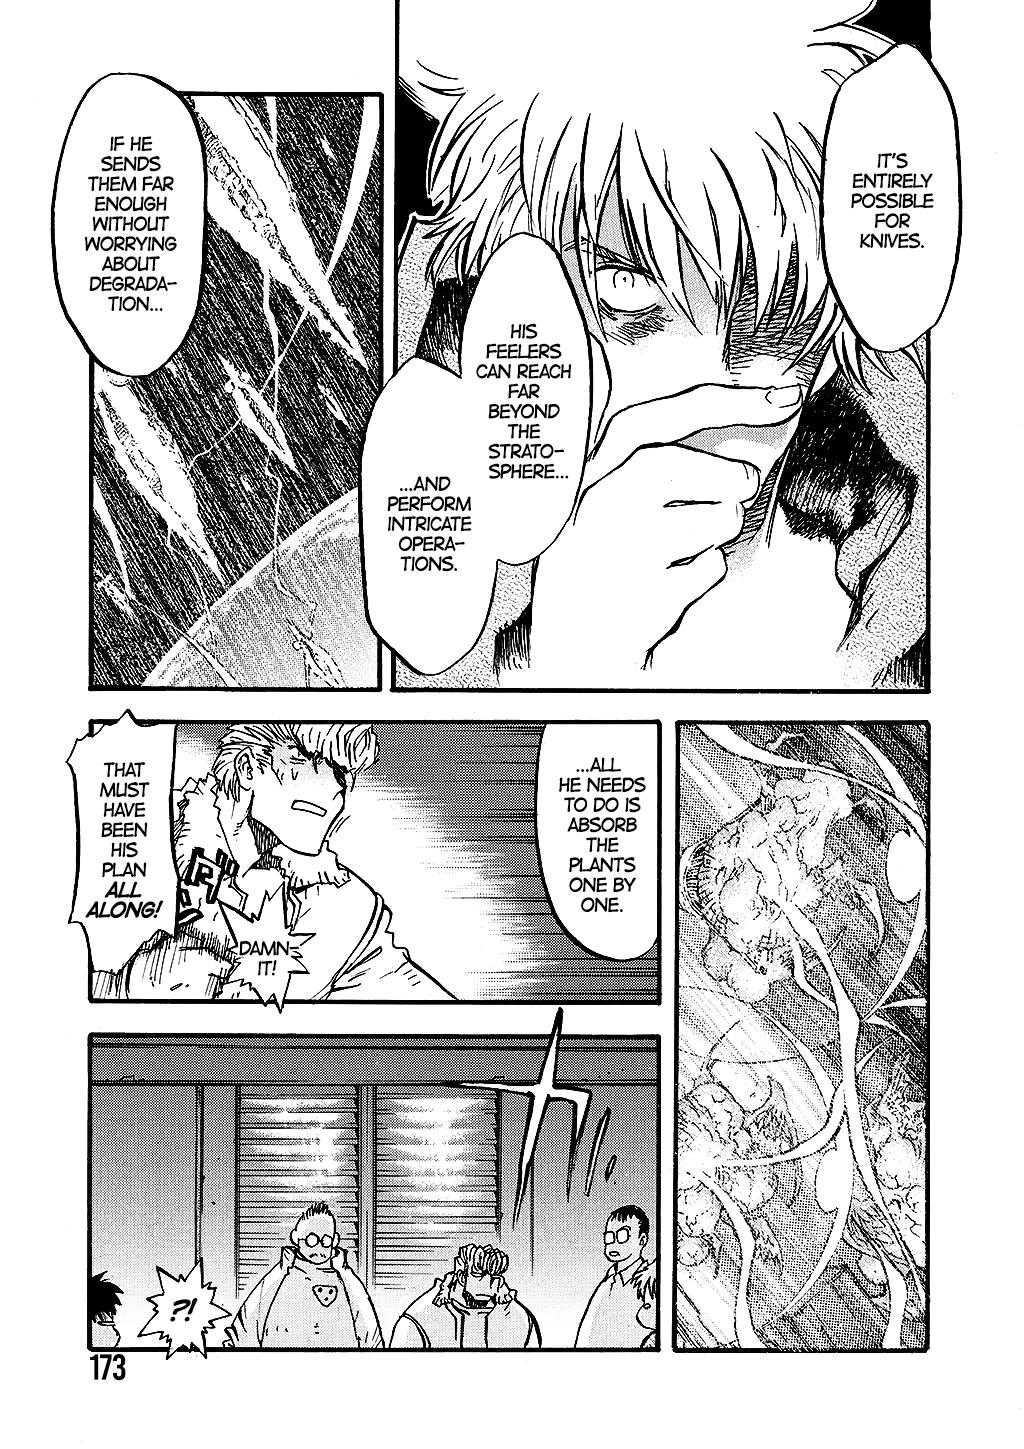 IT'S
ENTIRELY
POSSIBLE
FOR
KNIVES.
HIS
FEELERS
CAN REACH
FAR
BEYOND
THE
STRATO-
SPHERE...
...AND
PERFORM
INTRICATE
OPERA-
TIONS.
IF HE
SENDS
THEM FAR
ENOUGH
WITHOUT
WORRYING
ABOUT
DEGRADA-
TION...
...ALL
HE NEEDS
TO DO IS
ABSORB
THE
PLANTS
ONE BY
ONE.
THAT
MUST
HAVE
BEEN
HIS
PLAN
ALL
ALONG!
DAMN
IT!
?!
173